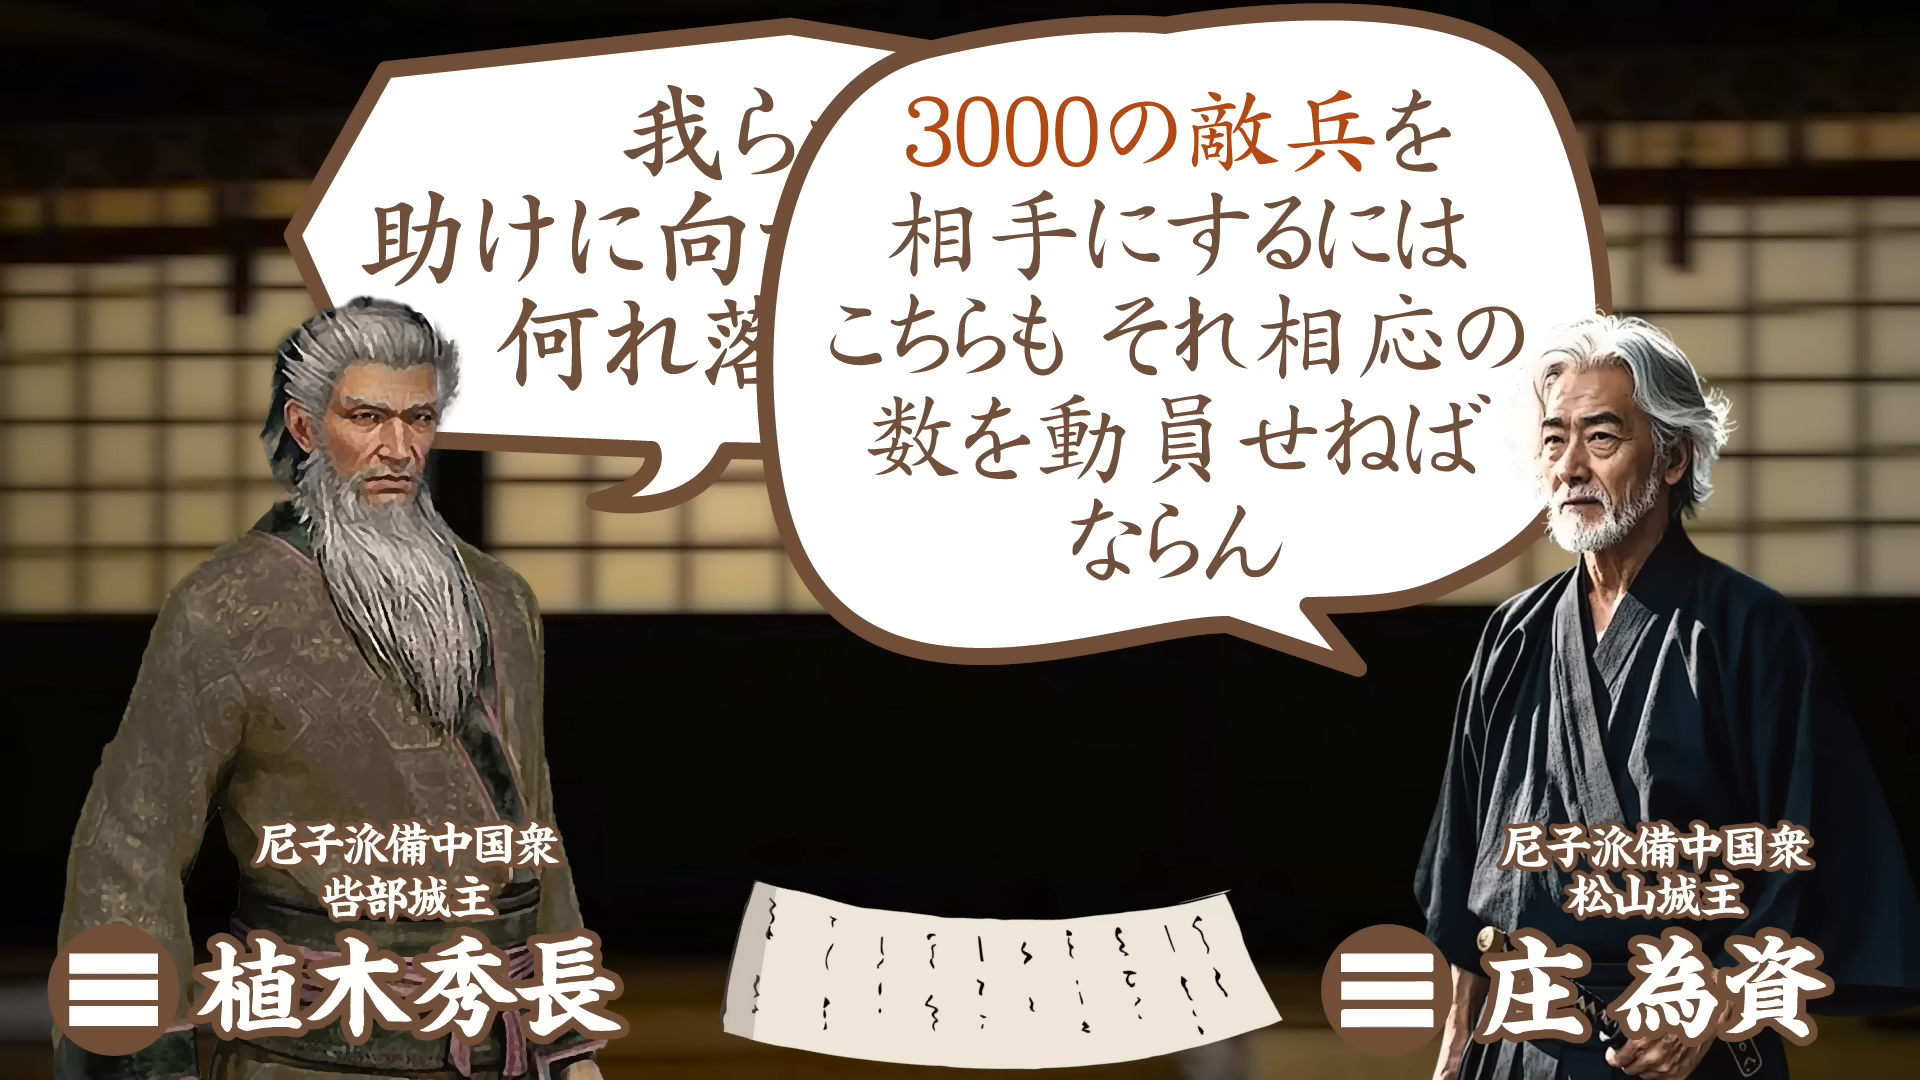 我ら
助けに向
何れ落
3000の敵兵を
相手にするには
こちらも それ相応の
数を動員せねば
ならん
尼子派備中国衆
呰部城主
植木秀長
尼子派備中国衆
松山城主
庄 為資